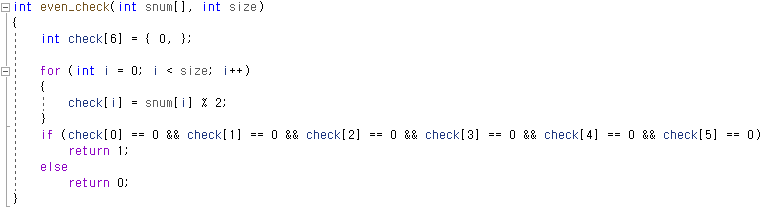 int even_check(int snum[], int size)
{
    int check[6] = { 0, };

    for (int i = 0; i < size; i++)
    {
        check[i] = snum[i] % 2;
    }
    if (check[0] == 0 && check[1] == 0 && check[2] == 0 && check[3] == 0 && check[4] == 0 && check[5] == 0)
        return 1;
    else
        return 0;
}